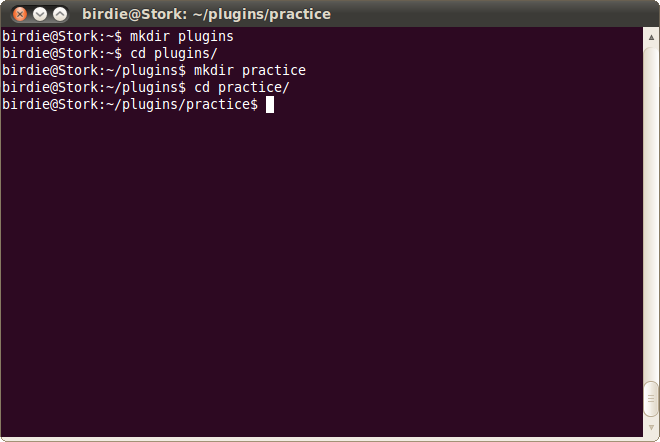 birdie@Stork: ~/plugins/practice
birdie@Stork:~$ mkdir plugins
birdie@Stork:~$ cd plugins/
birdie@Stork:~/plugins$ mkdir practice
birdie@Stork:~/plugins$ cd practice/
birdie@Stork:~/plugins/practice$